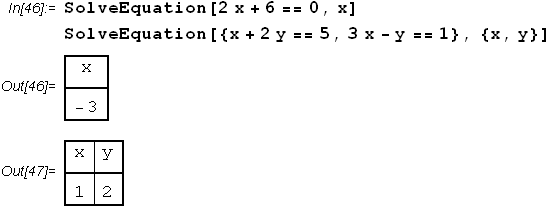 In[46]:= SolveEquation[2 x + 6 == 0, x]
SolveEquation[{x + 2 y == 5, 3 x - y == 1}, {x, y}]
x
Out[46]=
-3
x y
Out[47]=
1 2